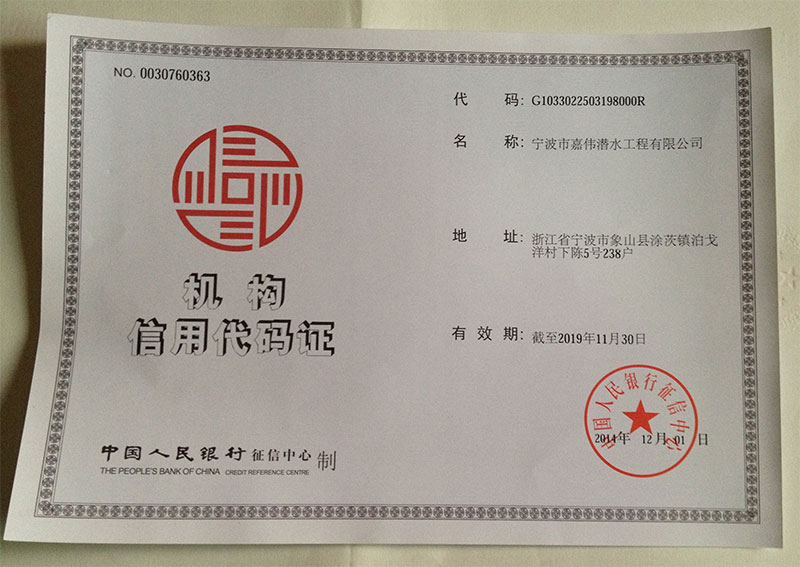 NO. 0030760363
机构
信用代码证
中国人民银行 征信中心 制
THE PEOPLE'S BANK OF CHINA CREDIT REFERENCE CENTRE
代 码: G1033022503198000R
名 称: 宁波市嘉伟潜水工程有限公司
地 址: 浙江省宁波市象山县涂茨镇泊戈
洋村下陈5号238户
有 效 期: 截至2019年11月30日
中国人民银行征信中心
2014年 12月 01 日